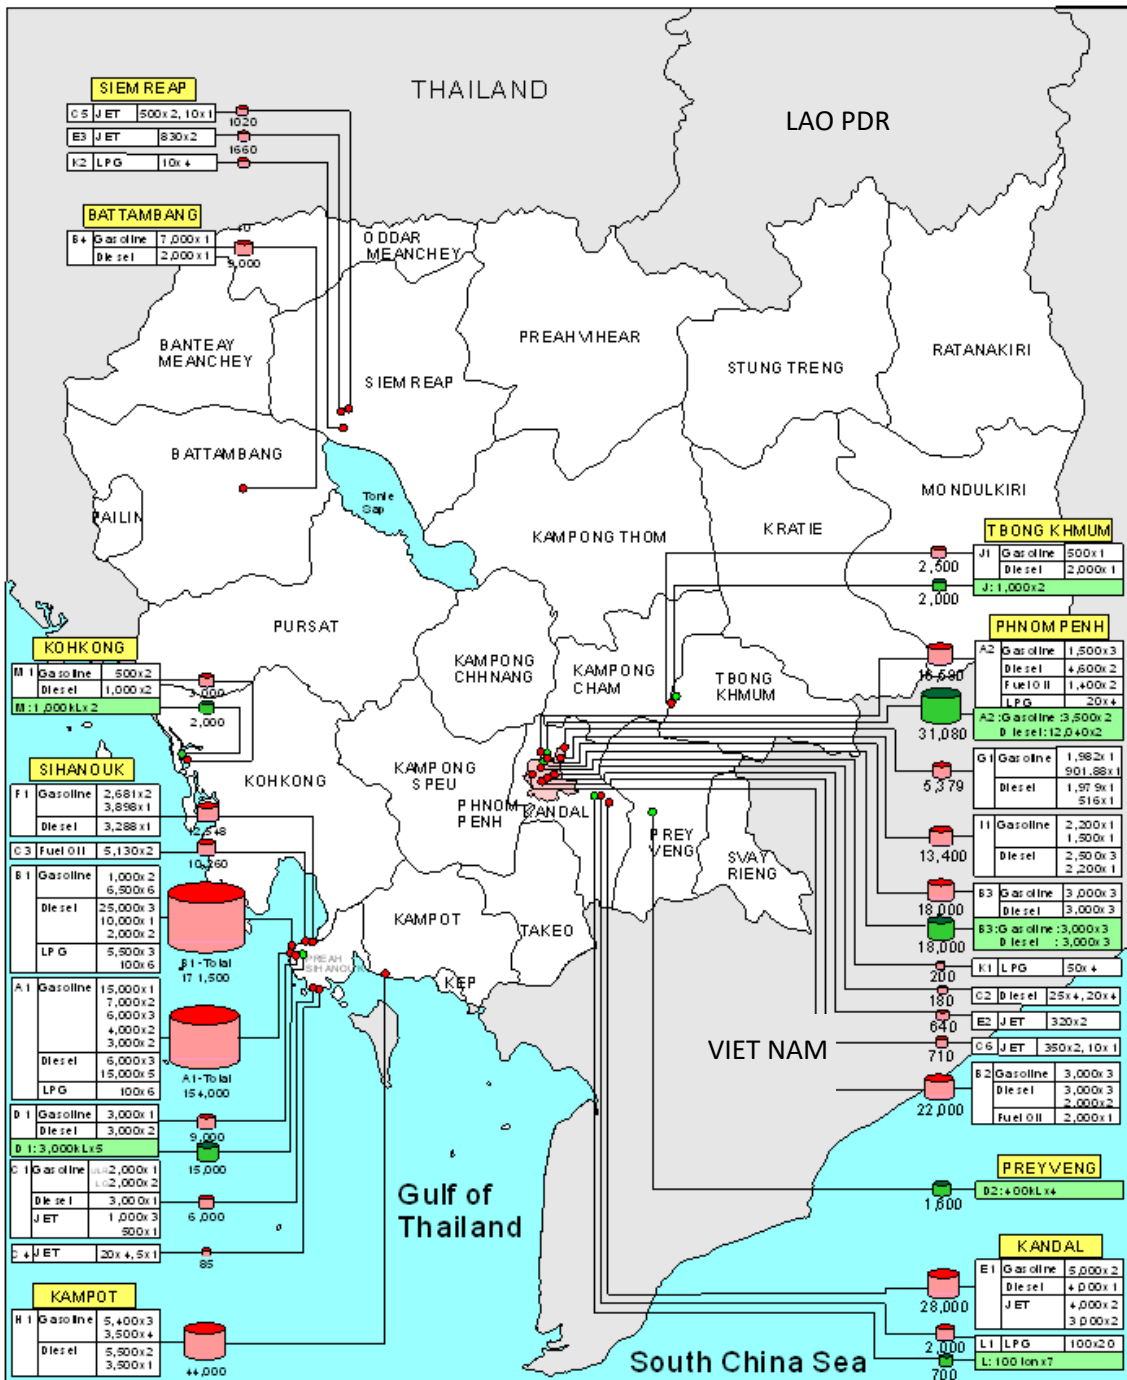 THAILAND
LAO PDR
SIEM REAP
C5 JET 500x2, 10x1
1020
E3 JET 830x2
1660
K2 LPG 10x4
40
BATTAMBANG
B4 Gasoline 7,000x1
Diesel 2,000x1
9,000
ODDAR
MEANCHEY
BANTEAY
MEANCHEY
SIEM REAP
PREAH VIHEAR
STUNG TRENG
RATANAKIRI
BATTAMBANG
PAILIN
Tonle
Sap
KAMPONG THOM
KRATIE
MONDULKIRI
PURSAT
KAMPONG
CHHNANG
KAMPONG
CHAM
TBONG
KHMUM
KOHKONG
KAMPONG
SPEU
PHNOM
PENH
KANDAL
PREY
VENG
SVAY
RIENG
KAMPOT
TAKEO
KEP
PREAH
SIHANOUK
VIET NAM
Gulf of
Thailand
South China Sea
KOHKONG
M1 Gasoline 500x2
Diesel 1,000x2
3,000
M:1,000kLx2
2,000
SIHANOUK
F1 Gasoline 2,681x2
3,898x1
Diesel 3,288x1
12,548
C3 Fuel Oil 5,130x2
10,260
B1 Gasoline 1,000x2
6,500x6
Diesel 25,000x3
10,000x1
2,000x2
LPG 5,500x3
100x6
B1-Total
171,500
A1 Gasoline 15,000x1
7,000x2
6,000x3
4,000x2
3,000x2
Diesel 6,000x3
15,000x5
LPG 100x6
A1-Total
154,000
D1 Gasoline 3,000x1
Diesel 3,000x2
9,000
D1:3,000kLx5
15,000
C1 Gasoline 2,000x1
2,000x2
Diesel 3,000x1
JET 1,000x3
500x1
6,000
C4 JET 20x4,5x1
85
KAMPOT
H1 Gasoline 5,400x3
3,500x4
Diesel 5,500x2
3,500x1
44,000
TBONG KHMUM
J1 Gasoline 500x1
Diesel 2,000x1
2,500
J:1,000x2
2,000
PHNOM PENH
A2 Gasoline 1,500x3
Diesel 4,600x2
Fuel Oil 1,400x2
LPG 20x4
A2:Gasoline:3,500x2
Diesel:12,040x2
31,080
G1 Gasoline 1,982x1
901.88x1
Diesel 1,979x1
516x1
5,379
I1 Gasoline 2,200x1
1,500x1
Diesel 2,500x3
2,200x1
13,400
B3 Gasoline 3,000x3
Diesel 3,000x3
18,000
B3:Gasoline:3,000x3
Diesel :3,000x3
18,000
K1 LPG 50x4
200
C2 Diesel 25x4, 20x4
180
E2 JET 320x2
640
C6 JET 350x2, 10x1
710
B2 Gasoline 3,000x3
Diesel 3,000x3
2,000x2
Fuel Oil 2,000x1
22,000
PREYVENG
D2:400kLx4
1,600
KANDAL
E1 Gasoline 5,000x2
Diesel 4,000x1
JET 4,000x2
3,000x2
28,000
L1 LPG 100x20
2,000
L:100 ton x7
700